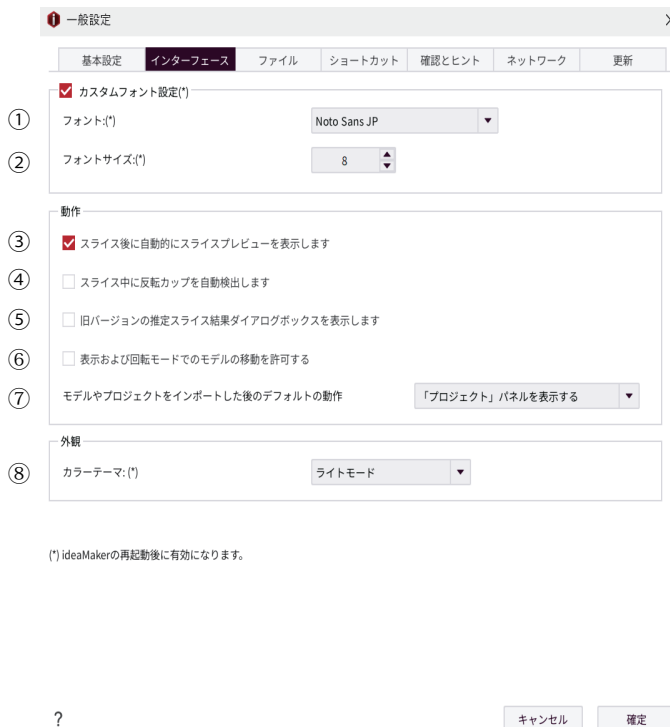 一般設定
基本設定 インターフェース ファイル ショートカット 確認とヒント ネットワーク 更新
カスタムフォント設定(*)
① フォント:(*) Noto Sans JP
② フォントサイズ:(*) 8
動作
③ スライス後に自動的にスライスプレビューを表示します
④ スライス中に反転カップを自動検出します
⑤ 旧バージョンの推定スライス結果ダイアログボックスを表示します
⑥ 表示および回転モードでのモデルの移動を許可する
⑦ モデルやプロジェクトをインポートした後のデフォルトの動作 「プロジェクト」パネルを表示する
外観
⑧ カラーテーマ: (*) ライトモード
(*) ideaMakerの再起動後に有効になります。
? キャンセル 確定